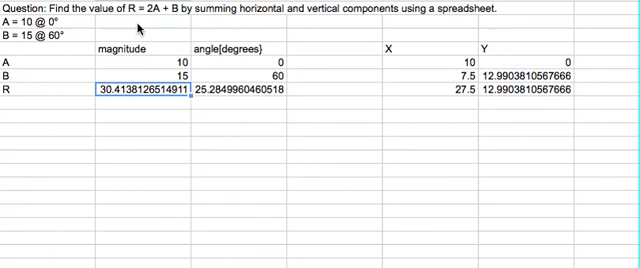 Question: Find the value of R = 2A + B by summing horizontal and vertical components using a spreadsheet.
A = 10 @ 0°
B = 15 @ 60°
magnitude angle{degrees} X Y
A 10 0 10 0
B 15 60 7.5 12.9903810567666
R 30.4138126514911 25.2849960460518 27.5 12.9903810567666